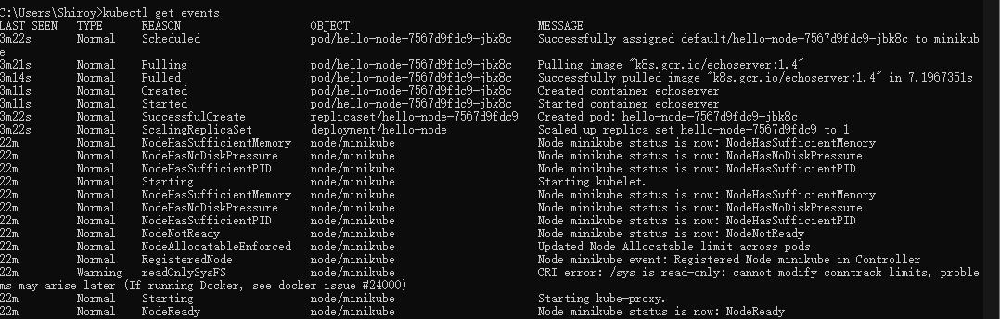 C:\Users\Shiroy>kubectl get events
LAST SEEN   TYPE      REASON                    OBJECT                             MESSAGE
3m22s       Normal    Scheduled                 pod/hello-node-7567d9fdc9-jbk8c    Successfully assigned default/hello-node-7567d9fdc9-jbk8c to minikub
e
3m21s       Normal    Pulling                   pod/hello-node-7567d9fdc9-jbk8c    Pulling image "k8s.gcr.io/echoserver:1.4"
3m14s       Normal    Pulled                    pod/hello-node-7567d9fdc9-jbk8c    Successfully pulled image "k8s.gcr.io/echoserver:1.4" in 7.1967351s
3m11s       Normal    Created                   pod/hello-node-7567d9fdc9-jbk8c    Created container echoserver
3m11s       Normal    Started                   pod/hello-node-7567d9fdc9-jbk8c    Started container echoserver
3m22s       Normal    SuccessfulCreate          replicaset/hello-node-7567d9fdc9   Created pod: hello-node-7567d9fdc9-jbk8c
3m22s       Normal    ScalingReplicaSet         deployment/hello-node              Scaled up replica set hello-node-7567d9fdc9 to 1
22m         Normal    NodeHasSufficientMemory   node/minikube                      Node minikube status is now: NodeHasSufficientMemory
22m         Normal    NodeHasNoDiskPressure     node/minikube                      Node minikube status is now: NodeHasNoDiskPressure
22m         Normal    NodeHasSufficientPID      node/minikube                      Node minikube status is now: NodeHasSufficientPID
22m         Normal    Starting                  node/minikube                      Starting kubelet.
22m         Normal    NodeHasSufficientMemory   node/minikube                      Node minikube status is now: NodeHasSufficientMemory
22m         Normal    NodeHasNoDiskPressure     node/minikube                      Node minikube status is now: NodeHasNoDiskPressure
22m         Normal    NodeHasSufficientPID      node/minikube                      Node minikube status is now: NodeHasSufficientPID
22m         Normal    NodeNotReady              node/minikube                      Node minikube status is now: NodeNotReady
22m         Normal    NodeAllocatableEnforced   node/minikube                      Updated Node Allocatable limit across pods
22m         Normal    RegisteredNode            node/minikube                      Node minikube event: Registered Node minikube in Controller
22m         Warning   readOnlySysFS             node/minikube                      CRI error: /sys is read-only: cannot modify conntrack limits, proble
ms may arise later (If running Docker, see docker issue #24000)
22m         Normal    Starting                  node/minikube                      Starting kube-proxy.
22m         Normal    NodeReady                 node/minikube                      Node minikube status is now: NodeReady